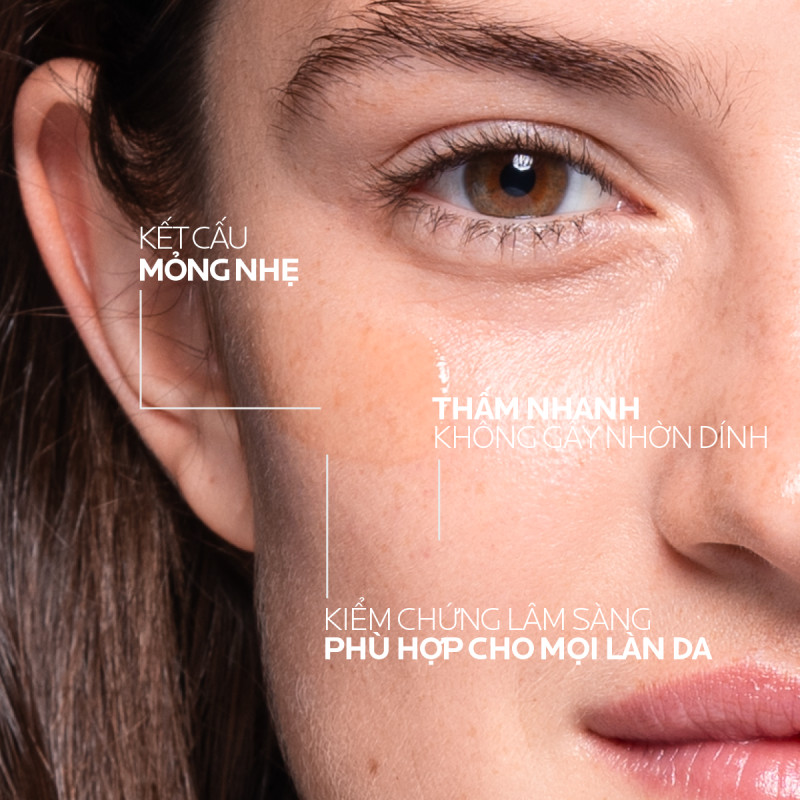 KẾT CẤU
MỎNG NHẸ
THẤM NHANH
KHÔNG GÂY NHỜN DÍNH
KIỂM CHỨNG LÂM SÀNG
PHÙ HỢP CHO MỌI LÀN DA